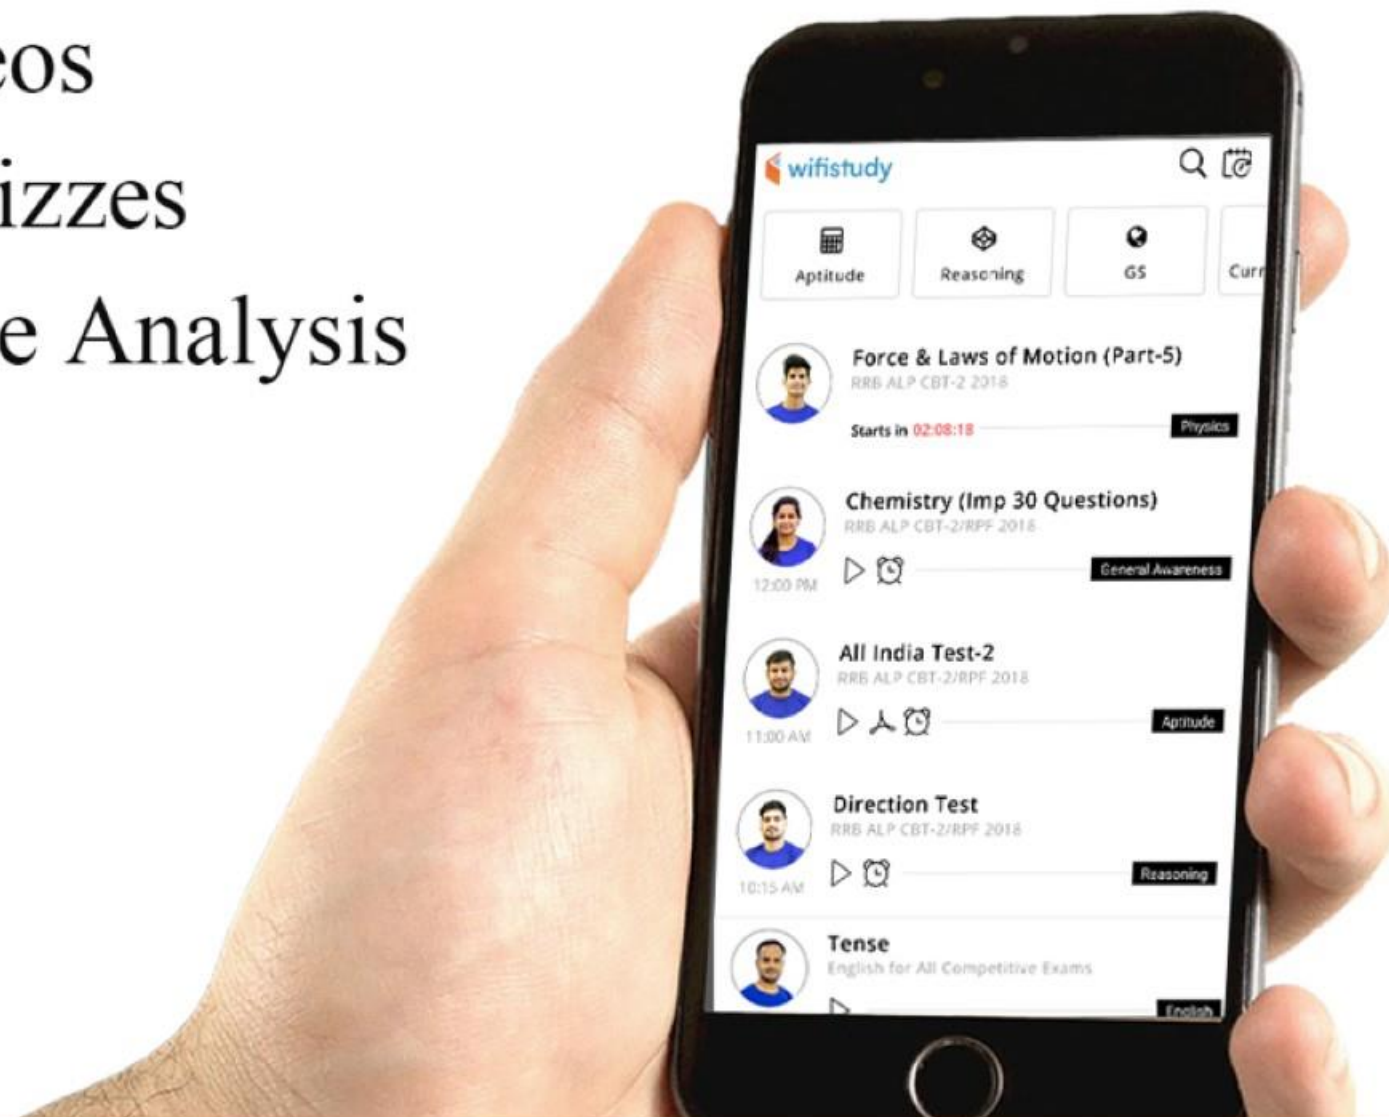 eos
izzes
e Analysis
wifistudy
Aptitude
Reasoning
GS
Curr
Force & Laws of Motion (Part-5)
RRB ALP CBT-2 2018
Starts in 02:08:18
Physics
Chemistry (Imp 30 Questions)
RRB ALP CBT-2/RPF 2018
12:00 PM
General Awareness
All India Test-2
RRB ALP CBT-2/RPF 2018
11:00 AM
Aptitude
Direction Test
RRB ALP CBT-2/RPF 2018
10:15 AM
Reasoning
Tense
English for All Competitive Exams
English